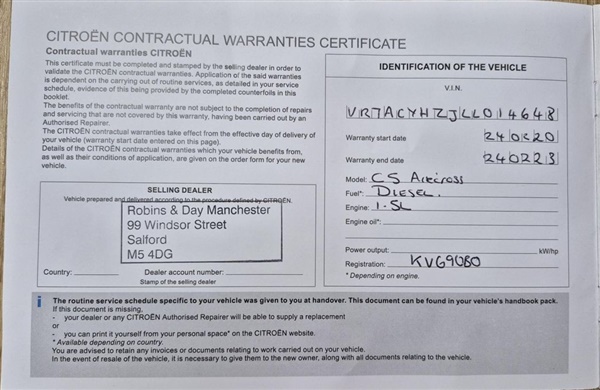 CITROËN CONTRACTUAL WARRANTIES CERTIFICATE
Contractual warranties CITROËN
This certificate must be completed and stamped by the selling dealer in order to
validate the CITROËN contractual warranties. Application of the said warranties
is dependent on the carrying out of routine services, as detailed in your service
schedule, evidence of this being provided by the completed counterfoils in this
booklet.
The benefits of the contractual warranty are not subject to the completion of repairs
and servicing that are not covered by this warranty, having been carried out by an
Authorised Repairer.
The CITROËN contractual warranties take effect from the effective day of delivery of
your vehicle (warranty start date entered on this page).
Details of the CITROËN contractual warranties which your vehicle benefits from,
as well as their conditions of application, are given on the order form for your new
vehicle.
SELLING DEALER
Vehicle prepared and delivered according to the procedure defined by CITROËN.
Robins & Day Manchester
99 Windsor Street
Salford
M5 4DG
Country:
Dealer account number:
Stamp of the selling dealer
IDENTIFICATION OF THE VEHICLE
V.I.N.
VR7ACYHZJLL014648
Warranty start date 240220
Warranty end date 240223
Model: C5 Aircross
Fuel*: DIESEL.
Engine: 1.5L
Engine oil*:
Power output: kW/hp
Registration: KV69OBO
* Depending on engine.
i
The routine service schedule specific to your vehicle was given to you at handover. This document can be found in your vehicle's handbook pack.
If this document is missing,
- your dealer or any CITROËN Authorised Repairer will be able to supply a replacement
or
- you can print it yourself from your personal space* on the CITROËN website.
* Available depending on country.
You are advised to retain any invoices or documents relating to work carried out on your vehicle.
In the event of resale of the vehicle, it is necessary to give them to the new owner, along with all documents relating to the vehicle.